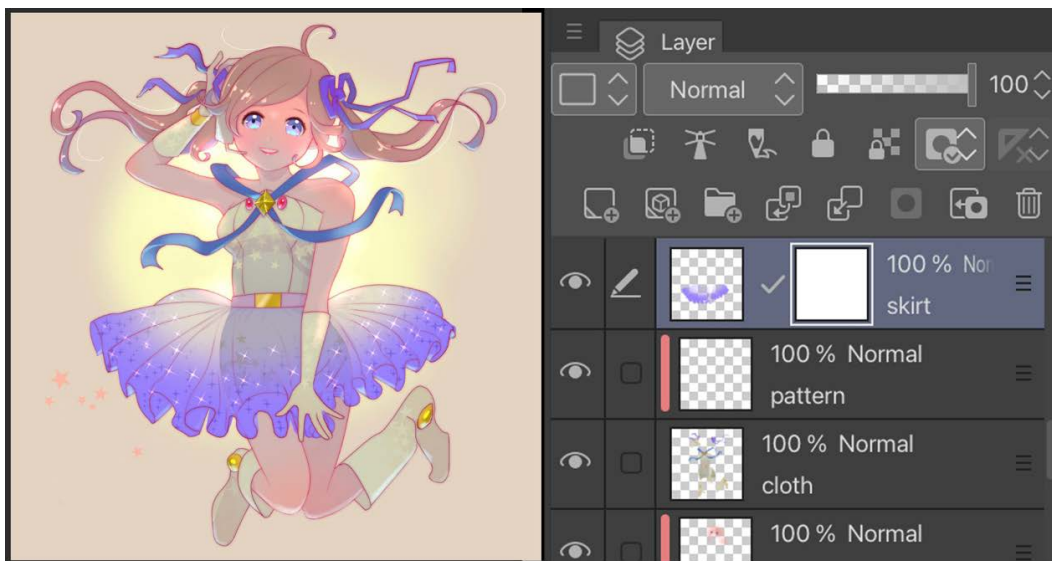 Layer
Normal
100
100 % Nor
skirt
100 % Normal
pattern
100 % Normal
cloth
100 % Normal